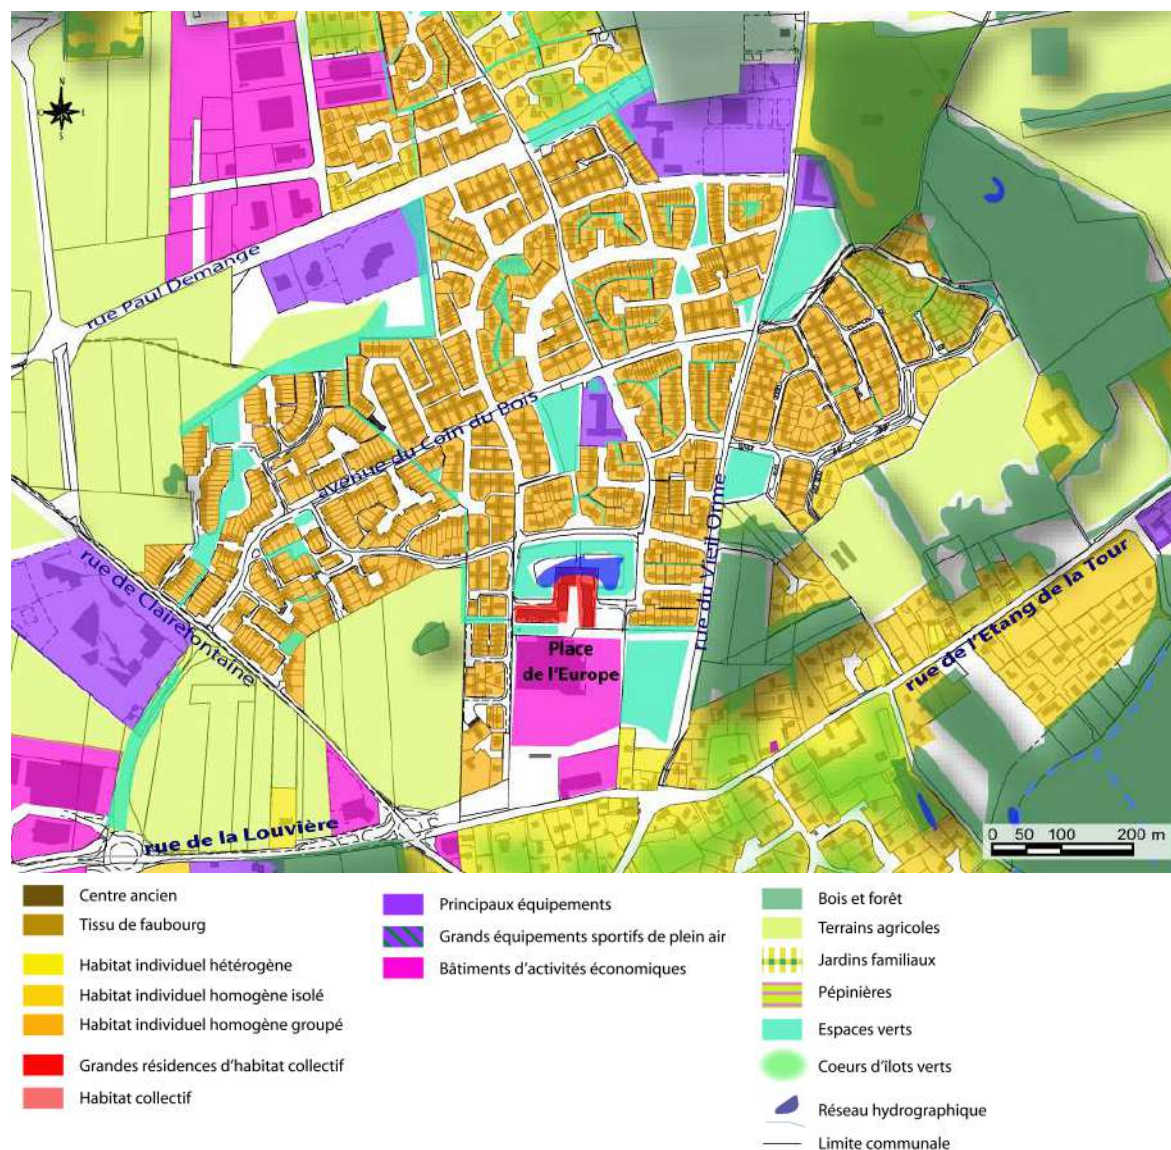 N
S
rue Paul Demange
avenue du Coin du Bois
rue du Vieil Orme
rue de Clairefontaine
Place
de l'Europe
rue de l'Etang de la Tour
rue de la Louvière
0 50 100 200 m
Centre ancien
Tissu de faubourg
Habitat individuel hétérogène
Habitat individuel homogène isolé
Habitat individuel homogène groupé
Grandes résidences d'habitat collectif
Habitat collectif
Principaux équipements
Grands équipements sportifs de plein air
Bâtiments d'activités économiques
Bois et forêt
Terrains agricoles
Jardins familiaux
Pépinières
Espaces verts
Coeurs d'îlots verts
Réseau hydrographique
Limite communale